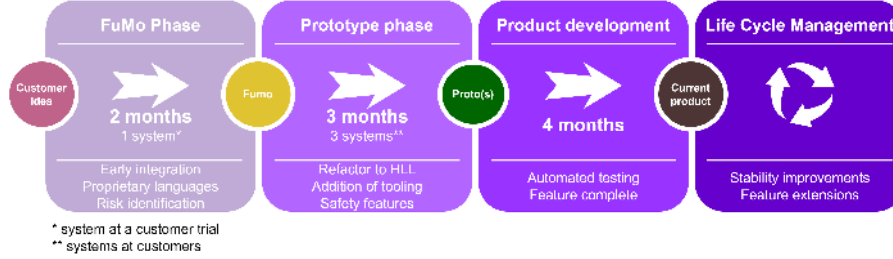 FuMo Phase
Prototype phase
Product development
Life Cycle Management
Customer
Idea
Fumo
Proto(s)
Current
product
2 months
1 system*
3 months
3 systems**
4 months
Early integration
Proprietary languages
Risk identification
Refactor to HLL
Addition of tooling
Safety features
Automated testing
Feature complete
Stability improvements
Feature extensions
* system at a customer trial
** systems at customers